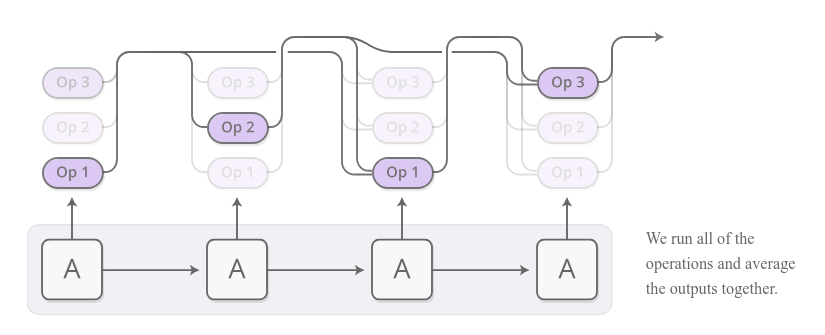 Op 3 Op 3 Op 3 Op 3
Op 2 Op 2 Op 2 Op 2
Op 1 Op 1 Op 1 Op 1
A A A A
We run all of the
operations and average
the outputs together.